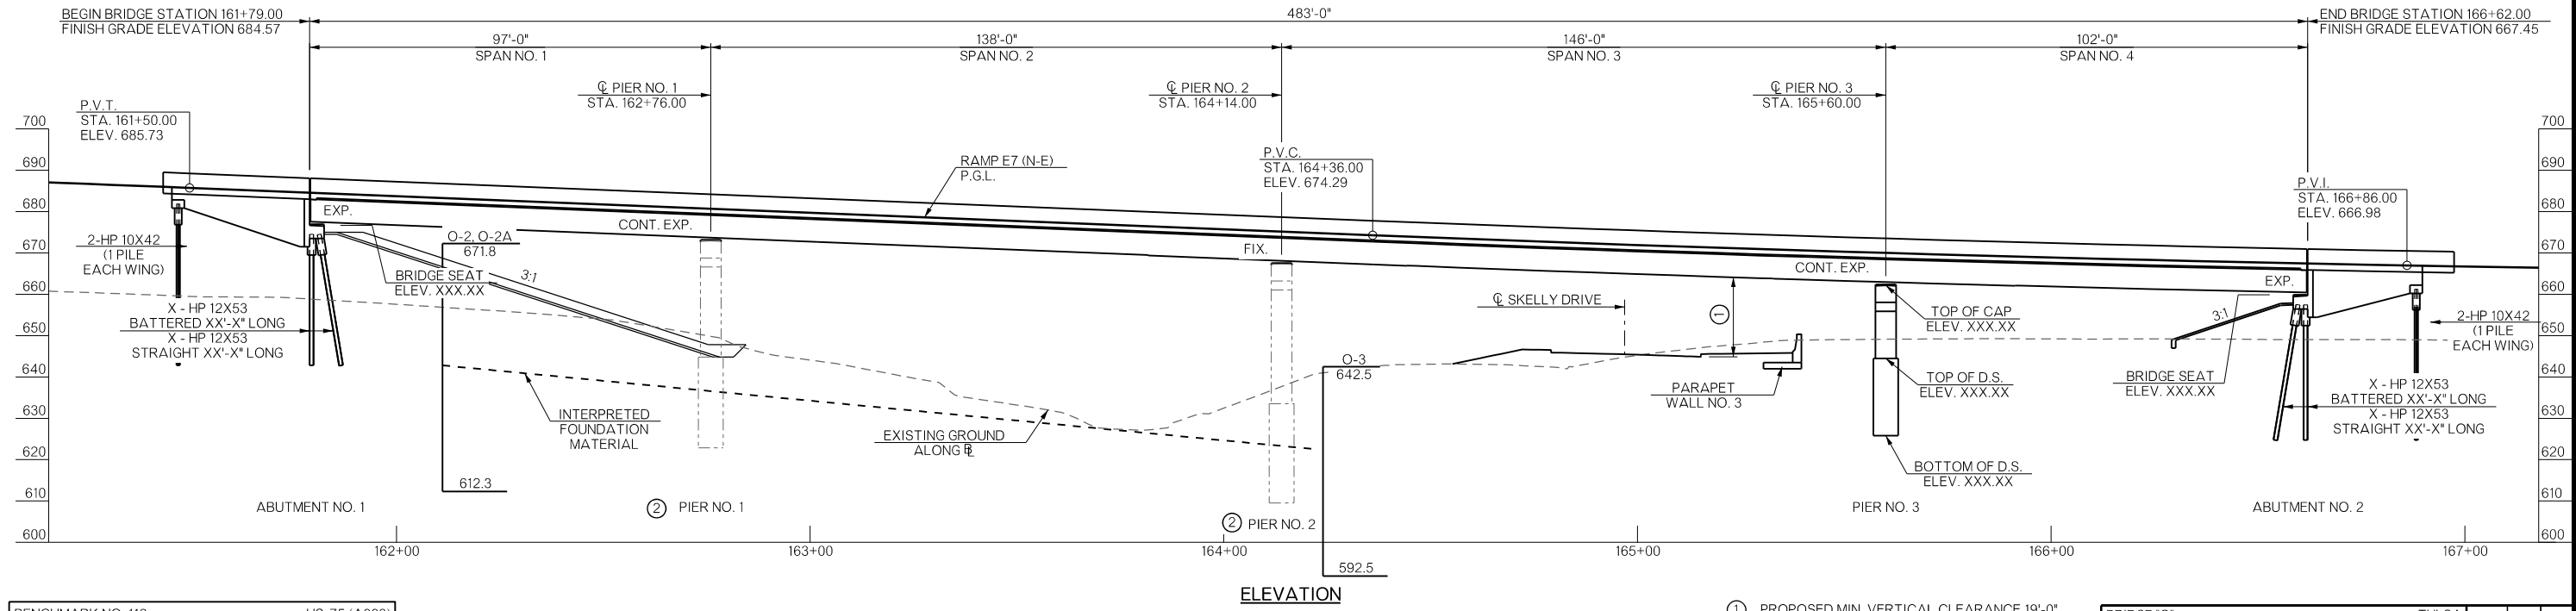 BEGIN BRIDGE STATION 161+79.00
FINISH GRADE ELEVATION 684.57
483'-0"
END BRIDGE STATION 166+62.00
FINISH GRADE ELEVATION 667.45
97'-0"
SPAN NO. 1
138'-0"
SPAN NO. 2
146'-0"
SPAN NO. 3
102'-0"
SPAN NO. 4
℄ PIER NO. 1
STA. 162+76.00
℄ PIER NO. 2
STA. 164+14.00
℄ PIER NO. 3
STA. 165+60.00
P.V.T.
STA. 161+50.00
ELEV. 685.73
RAMP E7 (N-E)
P.G.L.
P.V.C.
STA. 164+36.00
ELEV. 674.29
P.V.I.
STA. 166+86.00
ELEV. 666.98
700
690
680
670
660
650
640
630
620
610
600
EXP.
CONT. EXP.
FIX.
CONT. EXP.
EXP.
2-HP 10X42
(1 PILE
EACH WING)
O-2, O-2A
671.8
BRIDGE SEAT
ELEV. XXX.XX
3:1
X - HP 12X53
BATTERED XX'-X" LONG
X - HP 12X53
STRAIGHT XX'-X" LONG
℄ SKELLY DRIVE
1
TOP OF CAP
ELEV. XXX.XX
3:1
2-HP 10X42
(1 PILE
EACH WING)
O-3
642.5
PARAPET
WALL NO. 3
TOP OF D.S.
ELEV. XXX.XX
BRIDGE SEAT
ELEV. XXX.XX
X - HP 12X53
BATTERED XX'-X" LONG
X - HP 12X53
STRAIGHT XX'-X" LONG
INTERPRETED
FOUNDATION
MATERIAL
EXISTING GROUND
ALONG ℄
BOTTOM OF D.S.
ELEV. XXX.XX
612.3
ABUTMENT NO. 1
2 PIER NO. 1
2 PIER NO. 2
PIER NO. 3
ABUTMENT NO. 2
700
690
680
670
660
650
640
630
620
610
600
162+00
163+00
164+00
165+00
166+00
167+00
592.5
ELEVATION
1 PROPOSED MIN. VERTICAL CLEARANCE 19'-0"